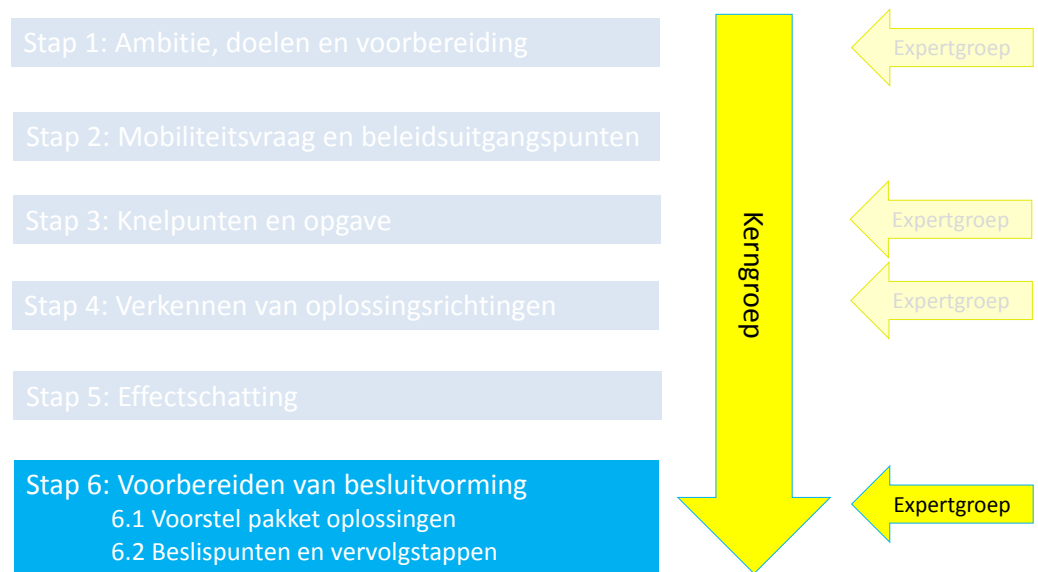 Stap 1: Ambitie, doelen en voorbereiding
Expertgroep
Stap 2: Mobiliteitsvraag en beleidsuitgangspunten
Stap 3: Knelpunten en opgave
Expertgroep
Stap 4: Verkennen van oplossingsrichtingen
Expertgroep
Kerngroep
Stap 5: Effectschatting
Stap 6: Voorbereiden van besluitvorming
6.1 Voorstel pakket oplossingen
6.2 Beslispunten en vervolgstappen
Expertgroep